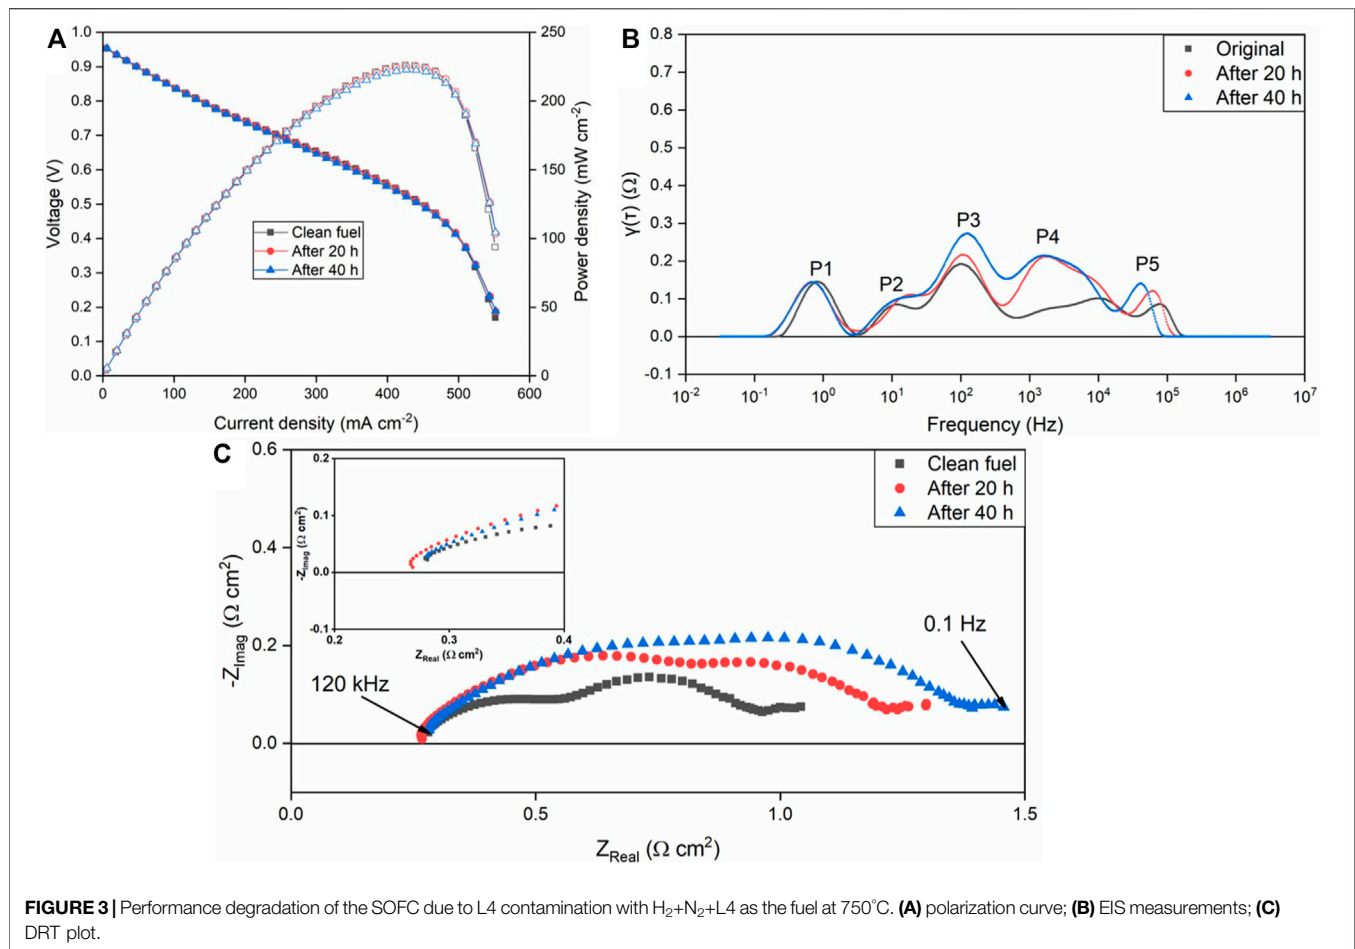 A
1.0
0.9
0.8
0.7
0.6
0.5
0.4
0.3
0.2
0.1
0.0
Voltage (V)
250
200
150
100
50
0
Power density (mW cm-2)
0 100 200 300 400 500 600
Current density (mA cm-2)
Clean fuel
After 20 h
After 40 h
B
0.8
0.7
0.6
0.5
0.4
0.3
0.2
0.1
0.0
-0.1
γ(τ) (Ω)
Original
After 20 h
After 40 h
P1
P2
P3
P4
P5
10-2 10-1 100 101 102 103 104 105 106 107
Frequency (Hz)
C
0.6
0.4
0.2
0.0
-ZImag (Ω cm2)
0.2
0.1
0.0
-0.1
-ZImag (Ω cm2)
0.2 0.3 0.4
ZReal (Ω cm2)
Clean fuel
After 20 h
After 40 h
120 kHz
0.1 Hz
0.0 0.5 1.0 1.5
ZReal (Ω cm2)
FIGURE 3 | Performance degradation of the SOFC due to L4 contamination with H2+N2+L4 as the fuel at 750°C. (A) polarization curve; (B) EIS measurements; (C)
DRT plot.